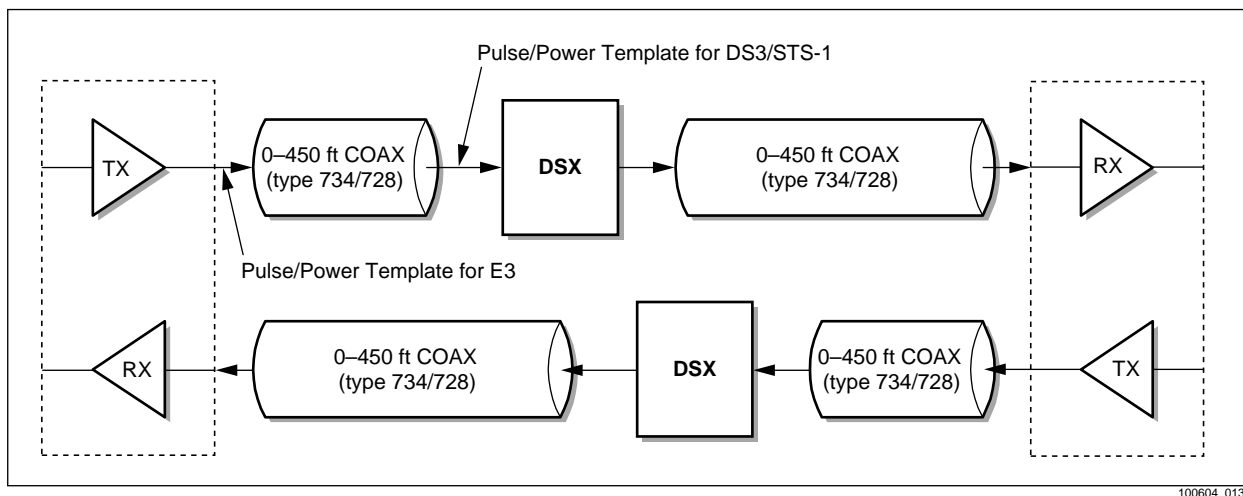 Pulse/Power Template for DS3/STS-1
TX
0–450 ft COAX
(type 734/728)
DSX
0–450 ft COAX
(type 734/728)
RX
Pulse/Power Template for E3
RX
0–450 ft COAX
(type 734/728)
DSX
0–450 ft COAX
(type 734/728)
TX
100604_013